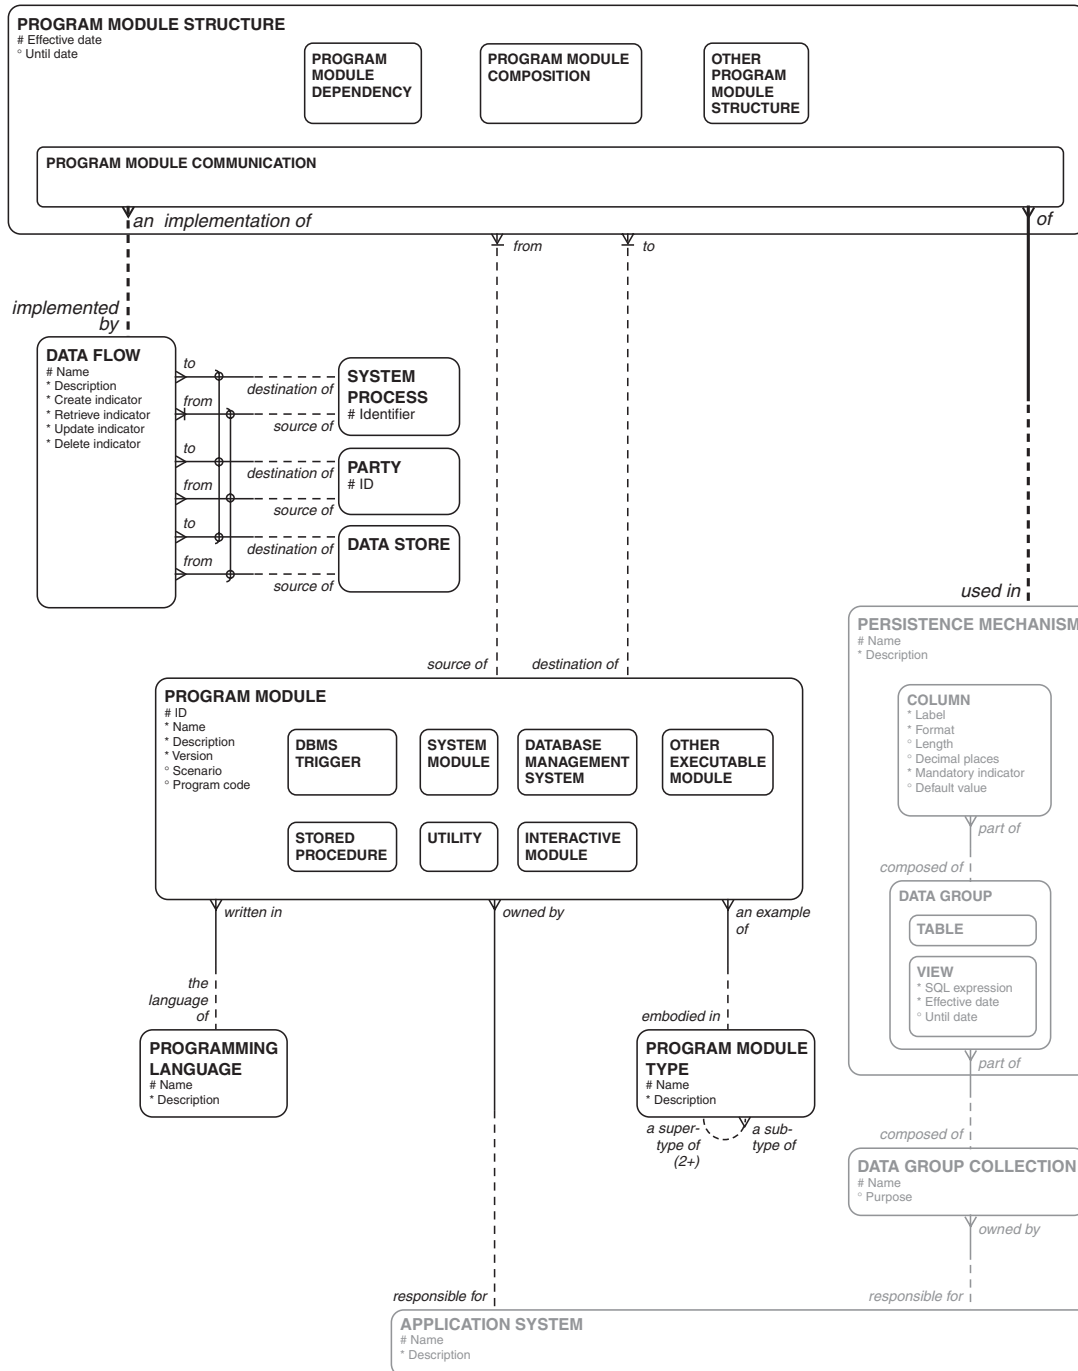 PROGRAM MODULE STRUCTURE
# Effective date
° Until date
PROGRAM
MODULE
DEPENDENCY
PROGRAM MODULE
COMPOSITION
OTHER
PROGRAM
MODULE
STRUCTURE
PROGRAM MODULE COMMUNICATION
an implementation of
of
from
to
implemented
by
DATA FLOW
# Name
* Description
* Create indicator
* Retrieve indicator
* Update indicator
* Delete indicator
to
destination of
from
source of
to
destination of
from
source of
to
destination of
from
source of
SYSTEM
PROCESS
# Identifier
PARTY
# ID
DATA STORE
used in
source of
destination of
PROGRAM MODULE
# ID
* Name
* Description
* Version
° Scenario
° Program code
DBMS
TRIGGER
SYSTEM
MODULE
DATABASE
MANAGEMENT
SYSTEM
OTHER
EXECUTABLE
MODULE
STORED
PROCEDURE
UTILITY
INTERACTIVE
MODULE
PERSISTENCE MECHANISM
# Name
* Description
COLUMN
* Label
* Format
° Length
° Decimal places
* Mandatory indicator
° Default value
part of
composed of
DATA GROUP
TABLE
VIEW
* SQL expression
* Effective date
° Until date
part of
written in
owned by
an example
of
the
language
of
embodied in
PROGRAMMING
LANGUAGE
# Name
* Description
PROGRAM MODULE
TYPE
# Name
* Description
a super-
type of
(2+)
a sub-
type of
composed of
DATA GROUP COLLECTION
# Name
° Purpose
owned by
responsible for
responsible for
APPLICATION SYSTEM
# Name
* Description